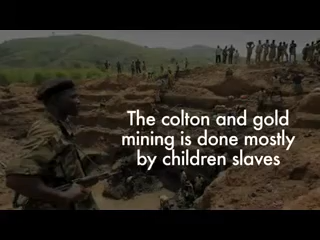 The colton and gold
mining is done mostly
by children slaves